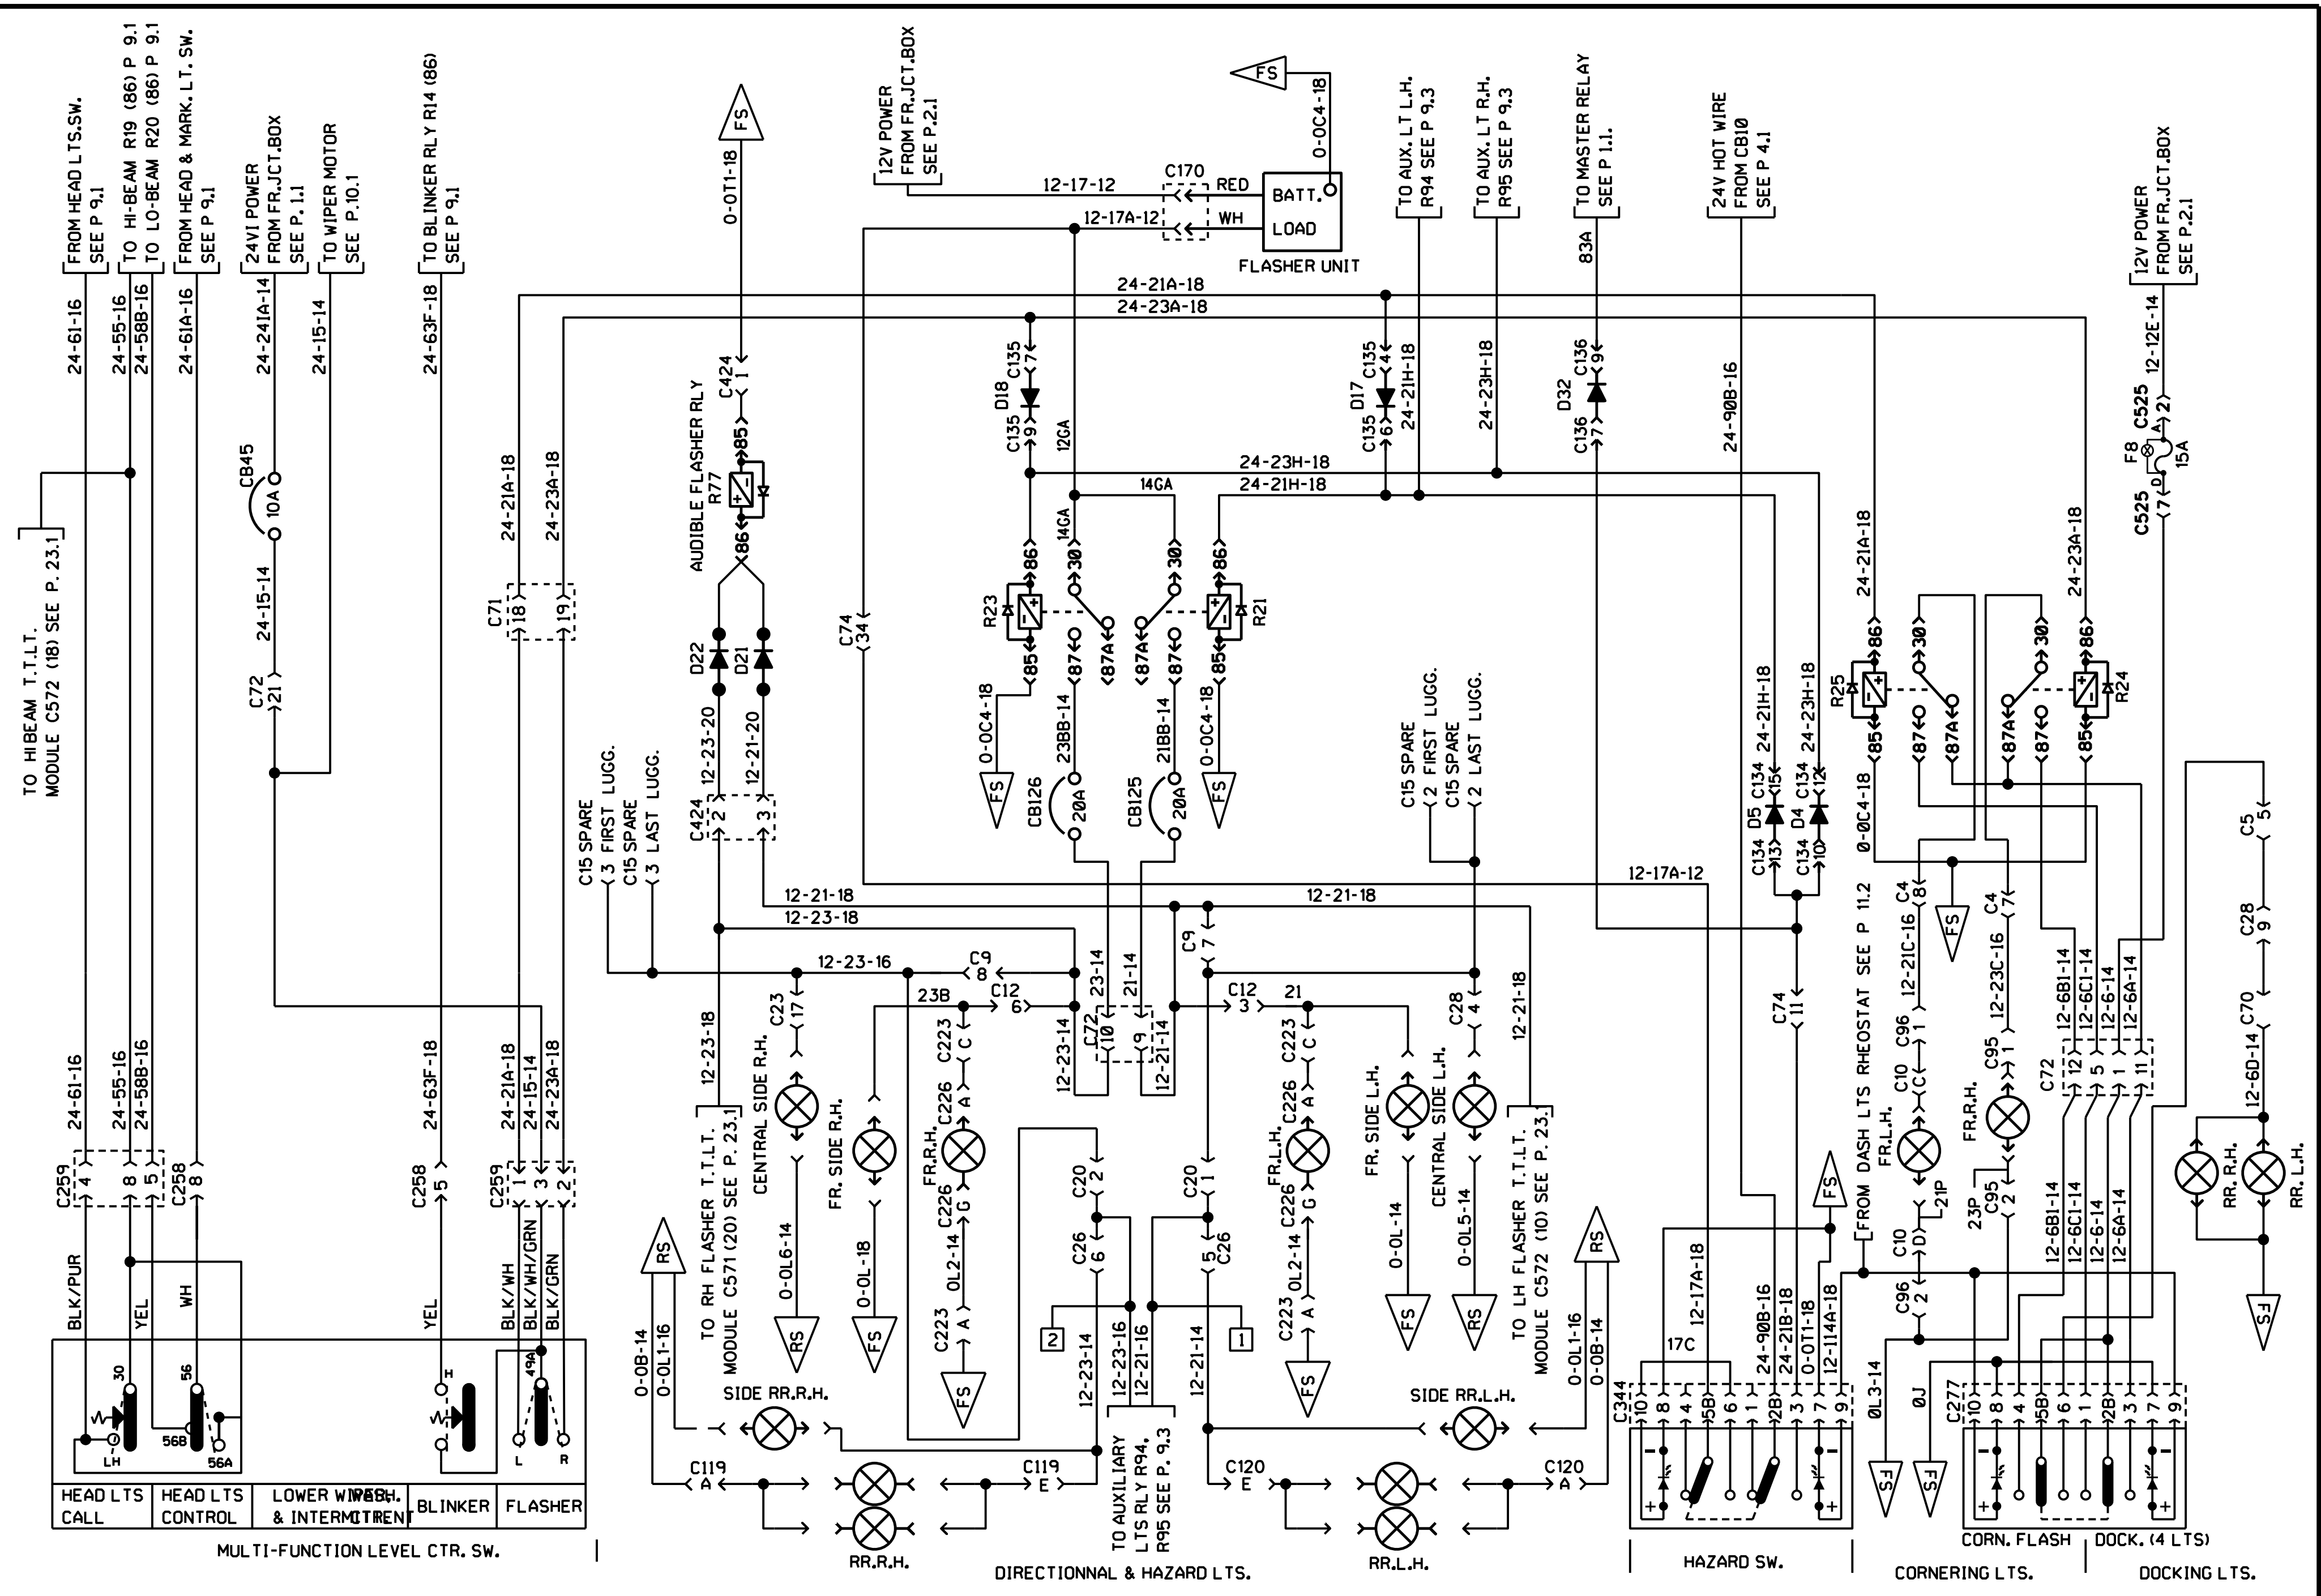 FROM HEAD LTS.SW.
SEE P 9.1
TO HI-BEAM R19 (86) P 9.1
TO LO-BEAM R20 (86) P 9.1
FROM HEAD & MARK. LT. SW.
SEE P 9.1
24VI POWER
FROM FR.JCT.BOX
SEE P. 1.1
TO WIPER MOTOR
SEE P.10.1
TO BLINKER RLY R14 (86)
SEE P 9.1
FS
0-0T1-18
12V POWER
FROM FR.JCT.BOX
SEE P.2.1
12-17-12
12-17A-12
C170
RED
WH
BATT.
LOAD
FLASHER UNIT
FS
0-0C4-18
TO AUX. LT L.H.
R94 SEE P 9.3
TO AUX. LT R.H.
R95 SEE P 9.3
TO MASTER RELAY
SEE P 1.1.
83A
24V HOT WIRE
FROM CB10
SEE P 4.1
12V POWER
FROM FR.JCT.BOX
SEE P.2.1
24-61-16
24-55-16
24-58B-16
24-61A-16
24-241A-14
24-15-14
24-63F-18
24-21A-18
24-23A-18
12-12E-14
C525
2
A
F8
15A
D
7
C525
CB45
10A
24-15-14
C72
21
TO HIBEAM T.T.LT.
MODULE C572 (18) SEE P. 23.1
24-21A-18
24-23A-18
C71
18
19
AUDIBLE FLASHER RLY
C424
1
85
R77
86
D22
D21
12-23-20
12-21-20
C424
2
3
C74
34
C135
7
D18
C135
9
12GA
14GA
14GA
C135
4
D17
C135
6
24-21H-18
24-23H-18
C136
9
D32
C136
7
24-90B-16
24-23H-18
24-21H-18
R23
86
85
30
87
87A
30
87A
87
86
85
R21
0-0C4-18
FS
23BB-14
21BB-14
0-0C4-18
FS
CB126
20A
CB125
20A
C15 SPARE
3 FIRST LUGG.
C15 SPARE
3 LAST LUGG.
C15 SPARE
2 FIRST LUGG.
C15 SPARE
2 LAST LUGG.
24-21H-18
24-23H-18
C134
15
D5
C134
13
C134
12
D4
C134
10
24-21A-18
24-23A-18
R25
86
85
30
87
87A
30
87A
87
86
85
R24
0-0C4-18
FS
C5
5
C28
9
C70
7
12-6D-14
12-17A-12
12-21-18
12-21-18
12-23-18
12-23-16
C9
8
C9
7
23B
C12
6
C12
3
21
23-14
21-14
C72
10
9
12-23-14
12-21-14
12-23-18
12-21-18
C23
17
C223
C
C226
A
C223
C
C226
A
C28
4
C74
11
FROM DASH LTS RHEOSTAT SEE P 11.2
C4
8
12-21C-16
C96
1
C10
C
FR.L.H.
21P
C10
D
C96
2
C4
7
12-23C-16
C95
1
FR.R.H.
23P
C95
2
12-6B1-14
12-6C1-14
12-6-14
12-6A-14
C72
12
5
1
11
12-6B1-14
12-6C1-14
12-6-14
12-6A-14
RR. R.H.
RR. L.H.
FS
24-61-16
24-55-16
24-58B-16
24-63F-18
24-21A-18
24-15-14
24-23A-18
C259
4
8
5
C258
8
C258
5
C259
1
3
2
BLK/PUR
YEL
WH
YEL
BLK/WH
BLK/WH/GRN
BLK/GRN
30
LH
56
56B
56A
H
49A
L
R
HEAD LTS
CALL
HEAD LTS
CONTROL
LOWER WIPER,
WASH.
& INTERMITTENT
CTR.
BLINKER
FLASHER
MULTI-FUNCTION LEVEL CTR. SW.
CENTRAL SIDE R.H.
FR. SIDE R.H.
FR.R.H.
TO RH FLASHER T.T.LT.
MODULE C571 (20) SEE P. 23.1
RS
0-0B-14
0-0L1-16
0-0L6-14
RS
0-0L-18
FS
C226
G
0L2-14
C223
A
FS
SIDE RR.R.H.
C119
A
C119
E
RR.R.H.
C20
2
C26
6
C20
1
C26
5
2
1
12-23-14
12-23-16
12-21-16
12-21-14
TO AUXILIARY
LTS RLY R94,
R95 SEE P. 9.3
DIRECTIONNAL & HAZARD LTS.
FR.L.H.
C226
G
0L2-14
C223
A
FS
FR. SIDE L.H.
CENTRAL SIDE L.H.
0-0L-14
FS
0-0L5-14
RS
TO LH FLASHER T.T.LT.
MODULE C572 (10) SEE P. 23.1
RS
0-0L1-16
0-0B-14
SIDE RR.L.H.
C120
E
C120
A
RR.L.H.
FS
12-17A-18
17C
24-90B-16
24-21B-18
0-0T1-18
12-114A-18
C344
10
8
4
5B
6
1
2B
3
7
9
HAZARD SW.
0L3-14
FS
0J
FS
C277
10
8
4
5B
6
1
2B
3
7
9
CORN. FLASH
DOCK. (4 LTS)
CORNERING LTS.
DOCKING LTS.